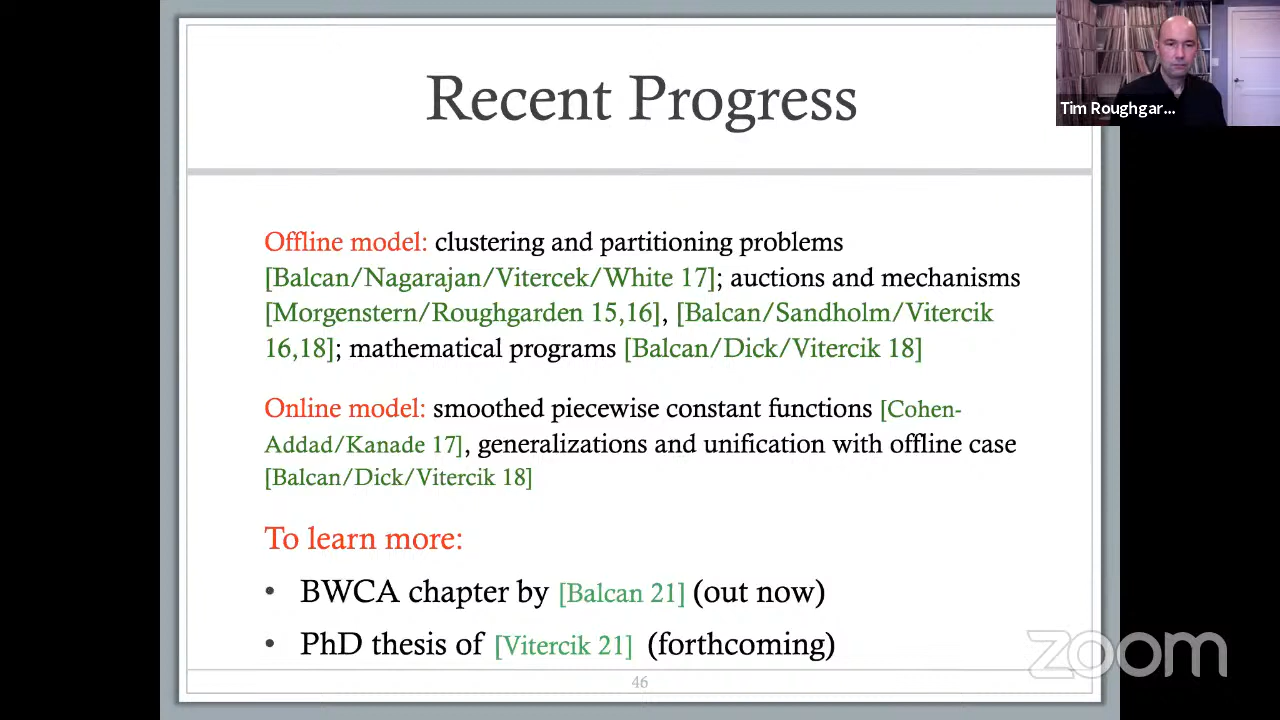 Recent Progress
Tim Roughgar...
Offline model: clustering and partitioning problems
[Balcan/Nagarajan/Vitercek/White 17]; auctions and mechanisms
[Morgenstern/Roughgarden 15,16], [Balcan/Sandholm/Vitercik
16,18]; mathematical programs [Balcan/Dick/Vitercik 18]
Online model: smoothed piecewise constant functions [Cohen-
Addad/Kanade 17], generalizations and unification with offline case
[Balcan/Dick/Vitercik 18]
To learn more:
• BWCA chapter by [Balcan 21] (out now)
• PhD thesis of [Vitercik 21] (forthcoming)
zoom
46